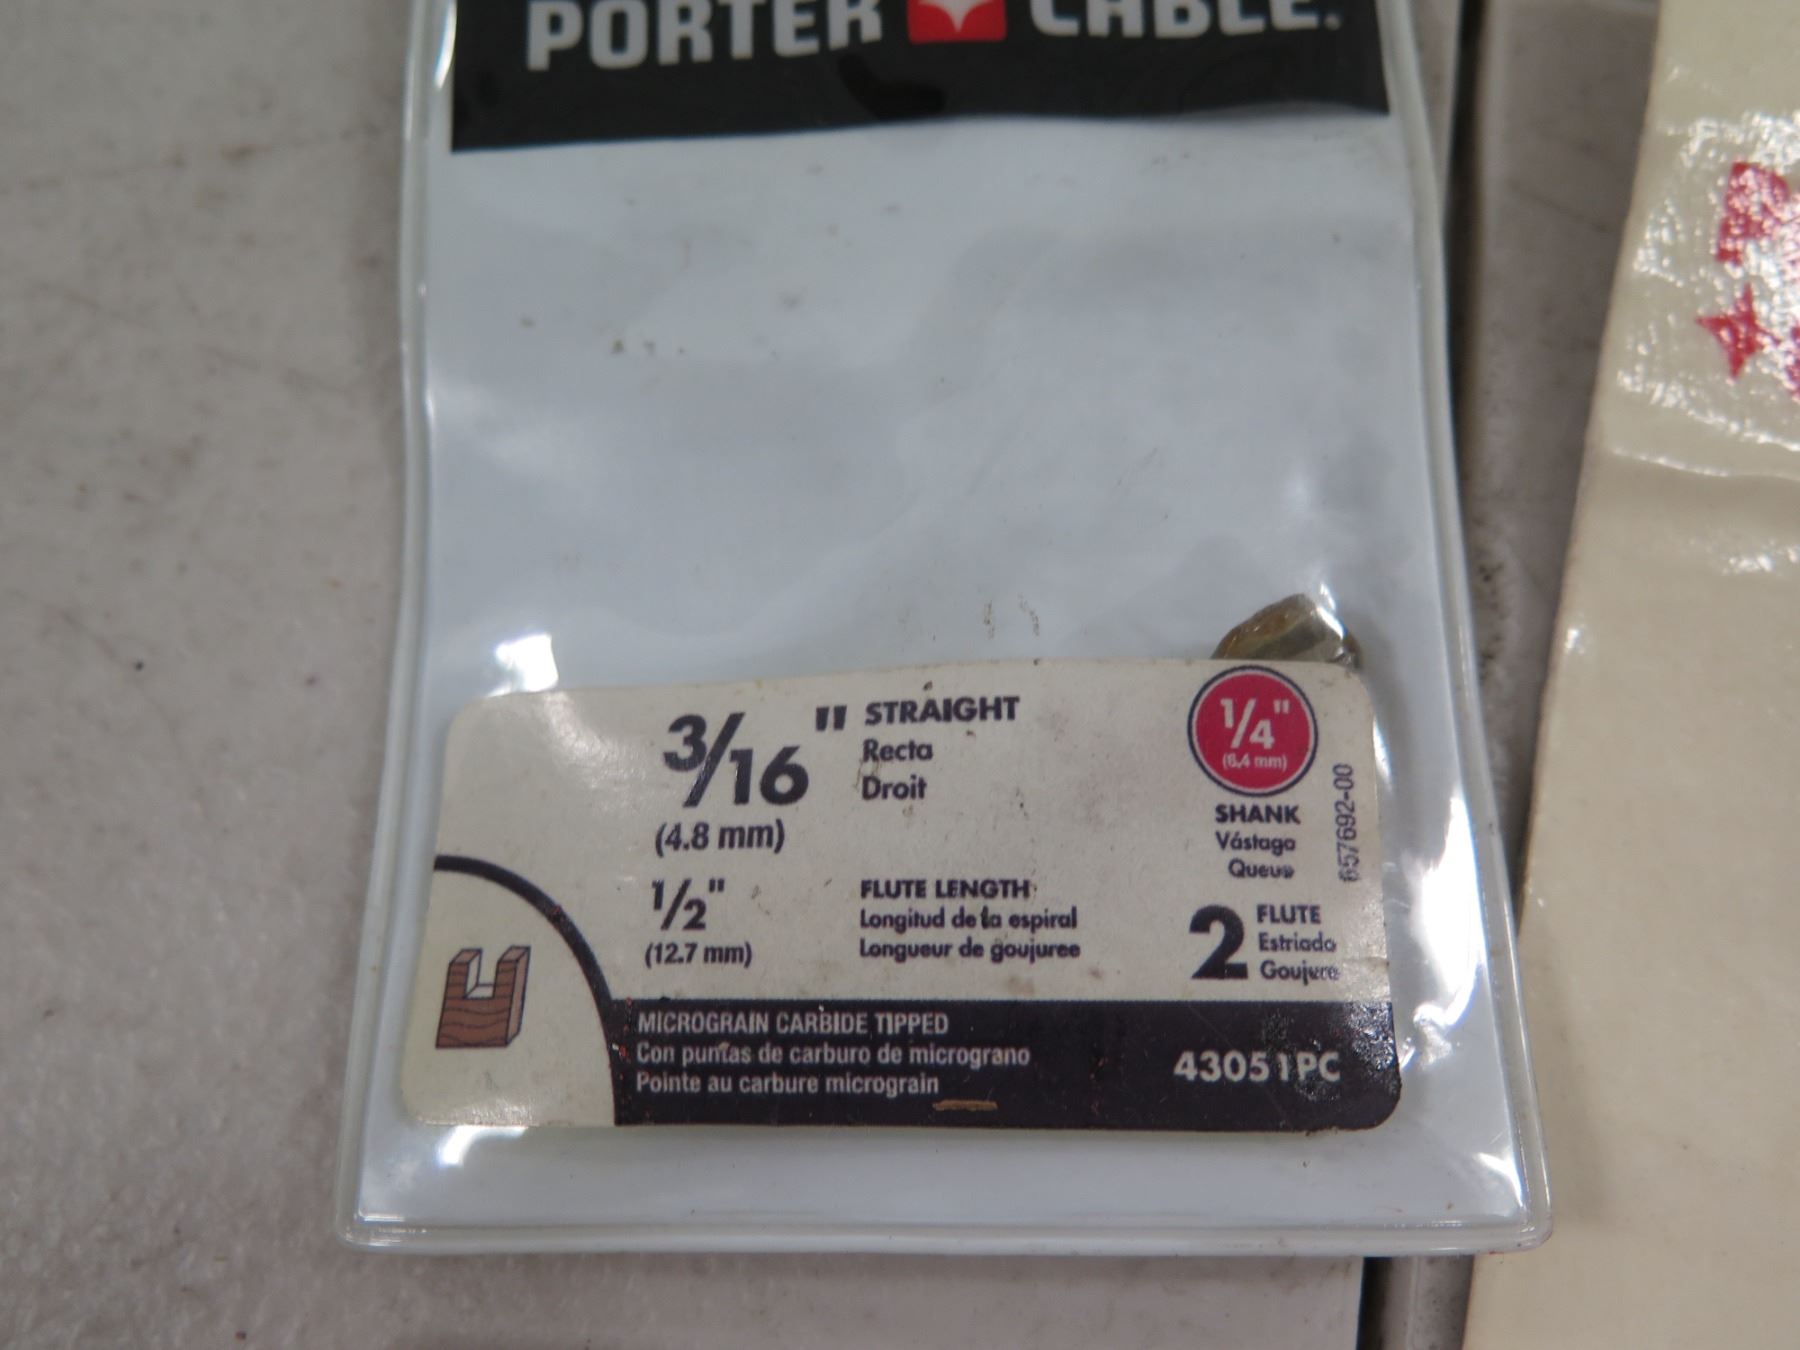 PORTER CABLE.
3/16" STRAIGHT
Recta
Droit
(4.8 mm)
1/2" FLUTE LENGTH
(12.7 mm)
Longitud de la espiral
Longueur de goujuree
1/4"
(6.4 mm)
SHANK
Vástago
Queue
657692-00
2 FLUTE
Estriado
Goujure
MICROGRAIN CARBIDE TIPPED
Con puntas de carburo de micrograno
Pointe au carbure micrograin
43051PC